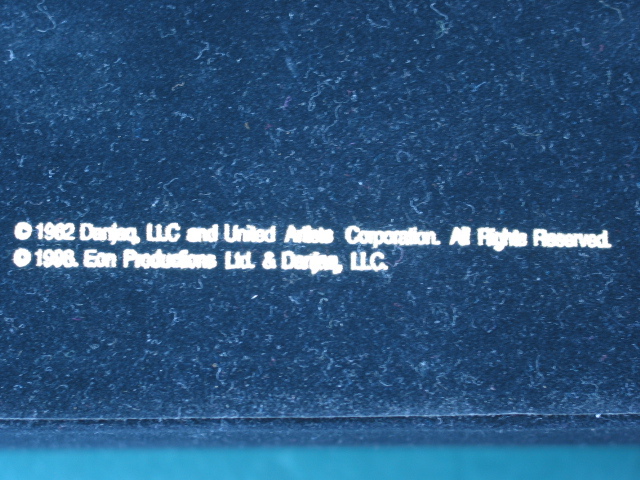 © 1962 Danjaq, LLC and United Artists Corporation. All Rights Reserved.
© 1998. Eon Productions Ltd. & Danjaq, LLC.